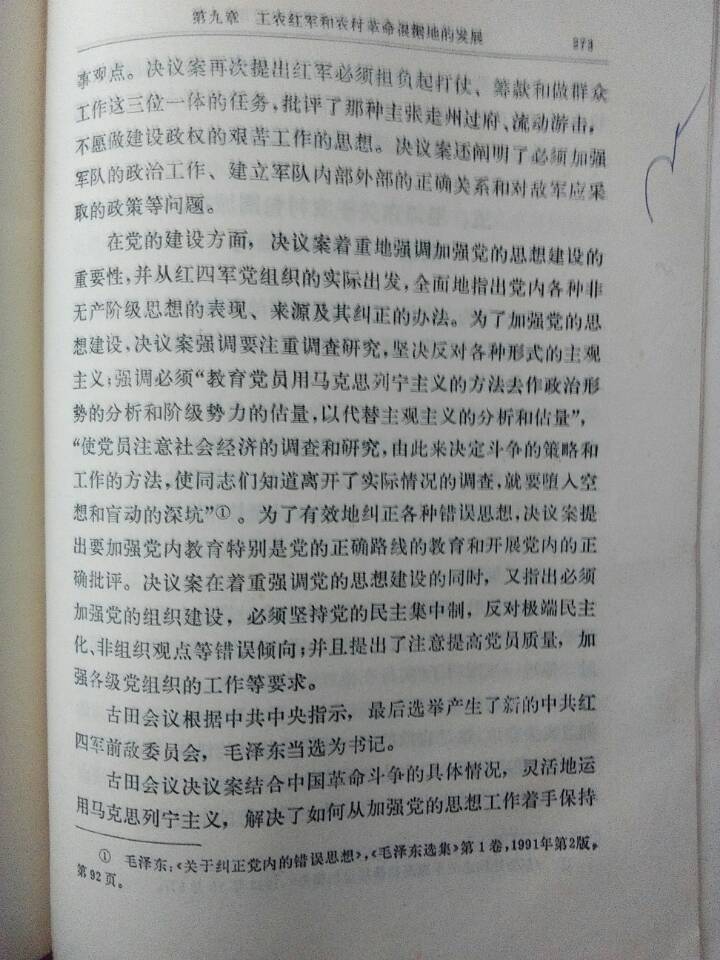 第九章 工农红军和农村革命根据地的发展 373
事观点。决议案再次提出红军必须担负起打仗、筹款和做群众
工作这三位一体的任务，批评了那种主张走州过府、流动游击，
不愿做建设政权的艰苦工作的思想。决议案还阐明了必须加强
军队的政治工作、建立军队内部外部的正确关系和对敌军应采
取的政策等问题。
在党的建设方面，决议案着重地强调加强党的思想建设的
重要性，并从红四军党组织的实际出发，全面地指出党内各种非
无产阶级思想的表现、来源及其纠正的办法。为了加强党的思
想建设，决议案强调要注重调查研究，坚决反对各种形式的主观
主义；强调必须“教育党员用马克思列宁主义的方法去作政治形
势的分析和阶级势力的估量，以代替主观主义的分析和估量”，
“使党员注意社会经济的调查和研究，由此来决定斗争的策略和
工作的方法，使同志们知道离开了实际情况的调查，就要堕入空
想和盲动的深坑”①。为了有效地纠正各种错误思想，决议案提
出要加强党内教育特别是党的正确路线的教育和开展党内的正
确批评。决议案在着重强调党的思想建设的同时，又指出必须
加强党的组织建设，必须坚持党的民主集中制，反对极端民主
化、非组织观点等错误倾向；并且提出了注意提高党员质量，加
强各级党组织的工作等要求。
古田会议根据中共中央指示，最后选举产生了新的中共红
四军前敌委员会，毛泽东当选为书记。
古田会议决议案结合中国革命斗争的具体情况，灵活地运
用马克思列宁主义，解决了如何从加强党的思想工作着手保持
① 毛泽东：《关于纠正党内的错误思想》，《毛泽东选集》第1卷，1991年第2版，
第92页。